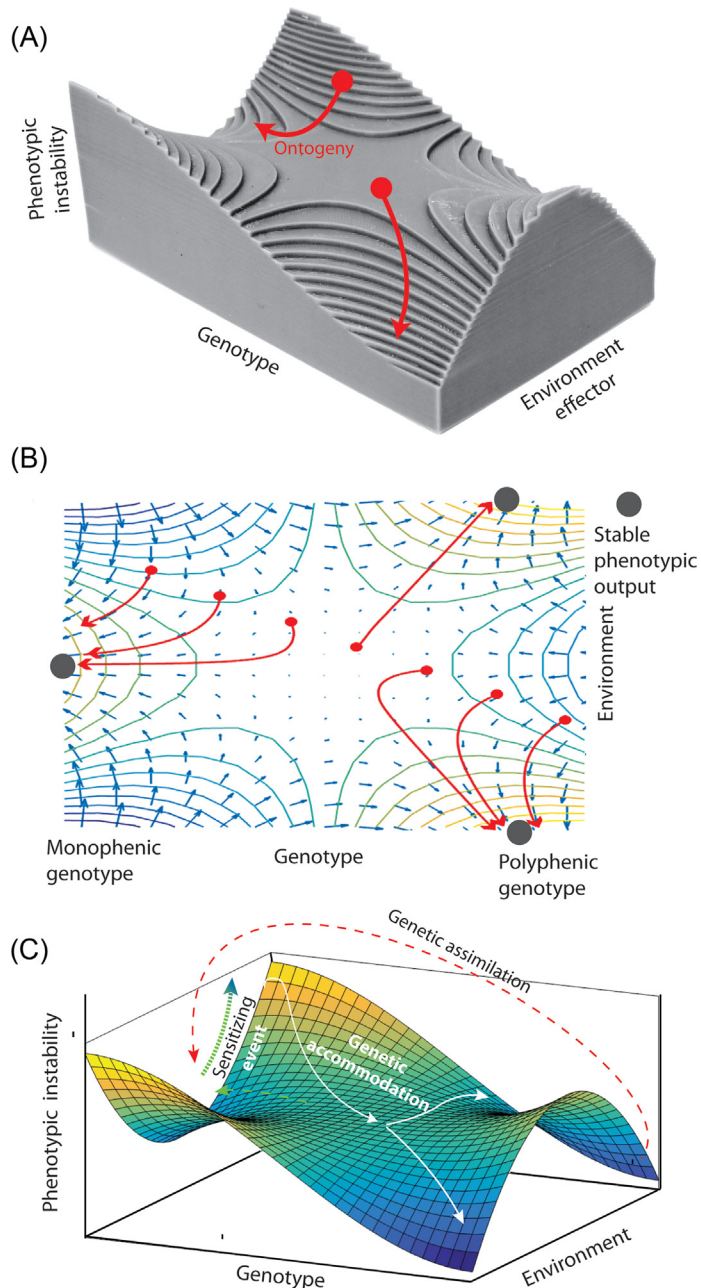 (A)
Phenotypic
instability
Ontogeny
Genotype
Environment
effector
(B)
Stable
phenotypic
output
Environment
Monophenic
genotype
Genotype
Polyphenic
genotype
(C)
Genetic assimilation
Phenotypic instability
Sensitizing
event
Genetic
accommodation
Genotype
Environment